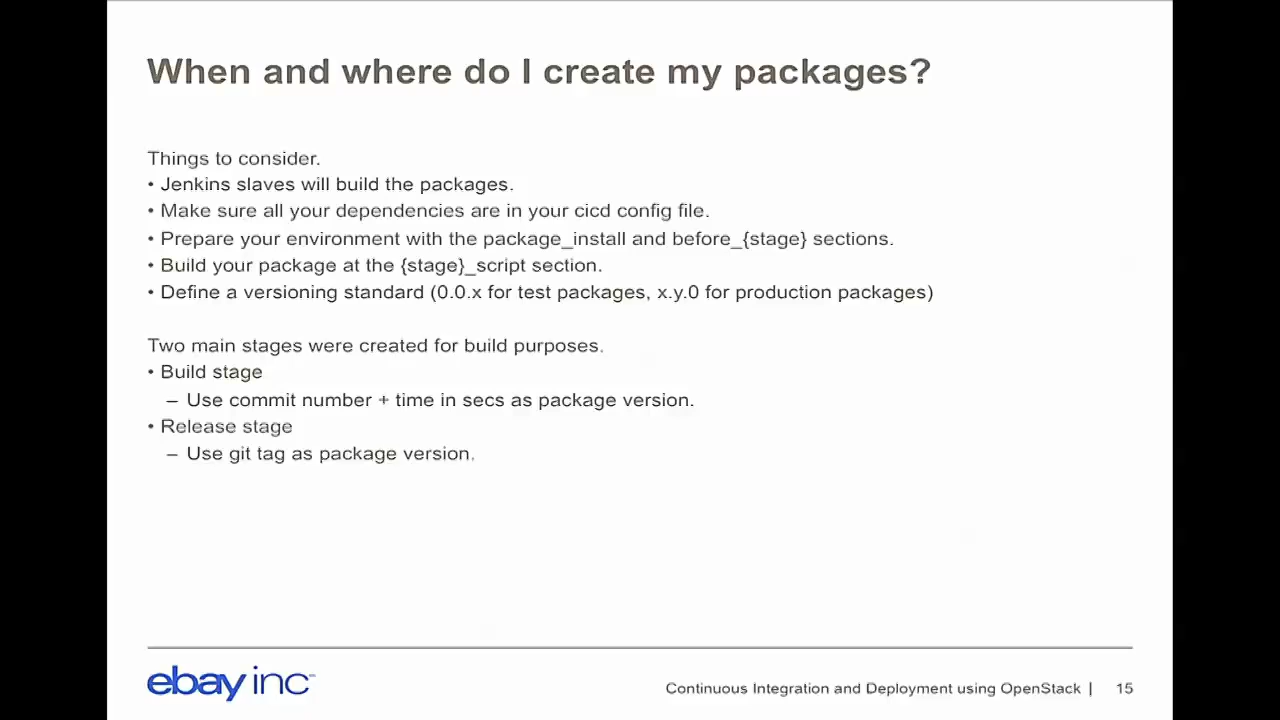 When and where do I create my packages?
Things to consider.
• Jenkins slaves will build the packages.
• Make sure all your dependencies are in your cicd config file.
• Prepare your environment with the package_install and before_{stage} sections.
• Build your package at the {stage}_script section.
• Define a versioning standard (0.0.x for test packages, x.y.0 for production packages)
Two main stages were created for build purposes.
• Build stage
– Use commit number + time in secs as package version.
• Release stage
– Use git tag as package version.
ebay inc™
Continuous Integration and Deployment using OpenStack | 15